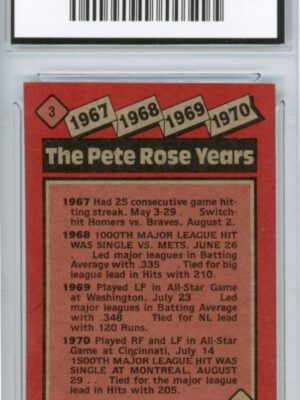 3
1967
1968
1969
1970
The Pete Rose Years
1967 Had 25 consecutive game hit-
ting streak, May 3-29 . Switch-
hit Homers vs. Braves, August 2.
1968 1000TH MAJOR LEAGUE HIT
WAS SINGLE VS. METS, JUNE 26
. Led major leagues in Batting
Average with .335 . Tied for big
league lead in Hits with 210.
1969 Played LF in All-Star Game
at Washington, July 23 Led
major leagues in Batting Average
with .348 Tied for NL lead
with 120 Runs.
1970 Played RF and LF in All-Star
Game at Cincinnati, July 14
1500TH MAJOR LEAGUE HIT WAS
SINGLE AT MONTREAL, AUGUST
29 . . Tied for the major league
lead in Hits with 205.